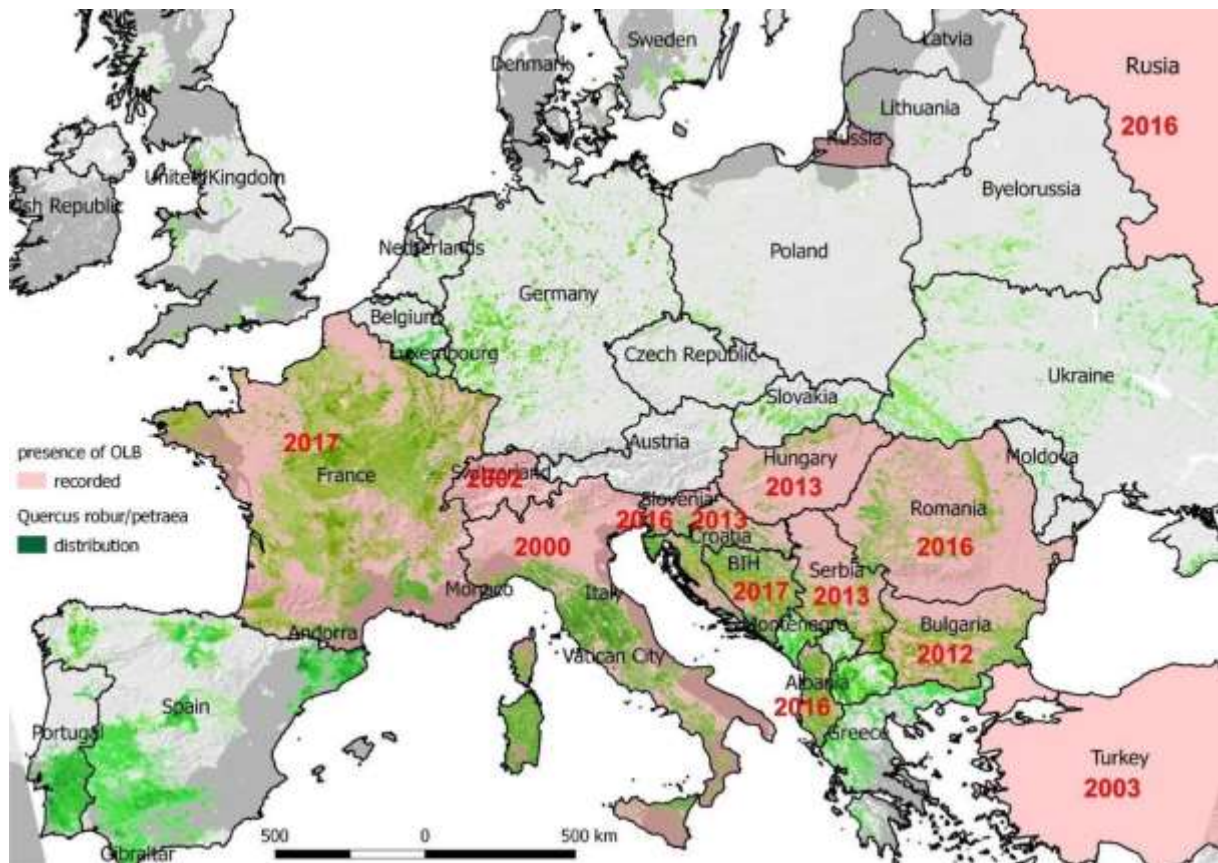 Sweden
Latvia
Denmark
Rusia
Lithuania
2016
Russia
United Kingdom
Byelorussia
ish Republic
Netherlands
Poland
Germany
Belgium
Luxembourg
Czech Republic
Ukraine
Slovakia
2017
Austria
presence of OLB
recorded
France
Switzerland
2002
Hungary
2013
Moldova
Slovenia
Quercus robur/petraea
distribution
2016
2013
Croatia
Romania
2016
2000
BIH
Serbia
2017
2013
Monaco
Italy
Andorra
Montenegro
Bulgaria
2012
Vatican City
Albania
2016
Spain
Portugal
Greece
Turkey
2003
500 0 500 km
Gibraltar